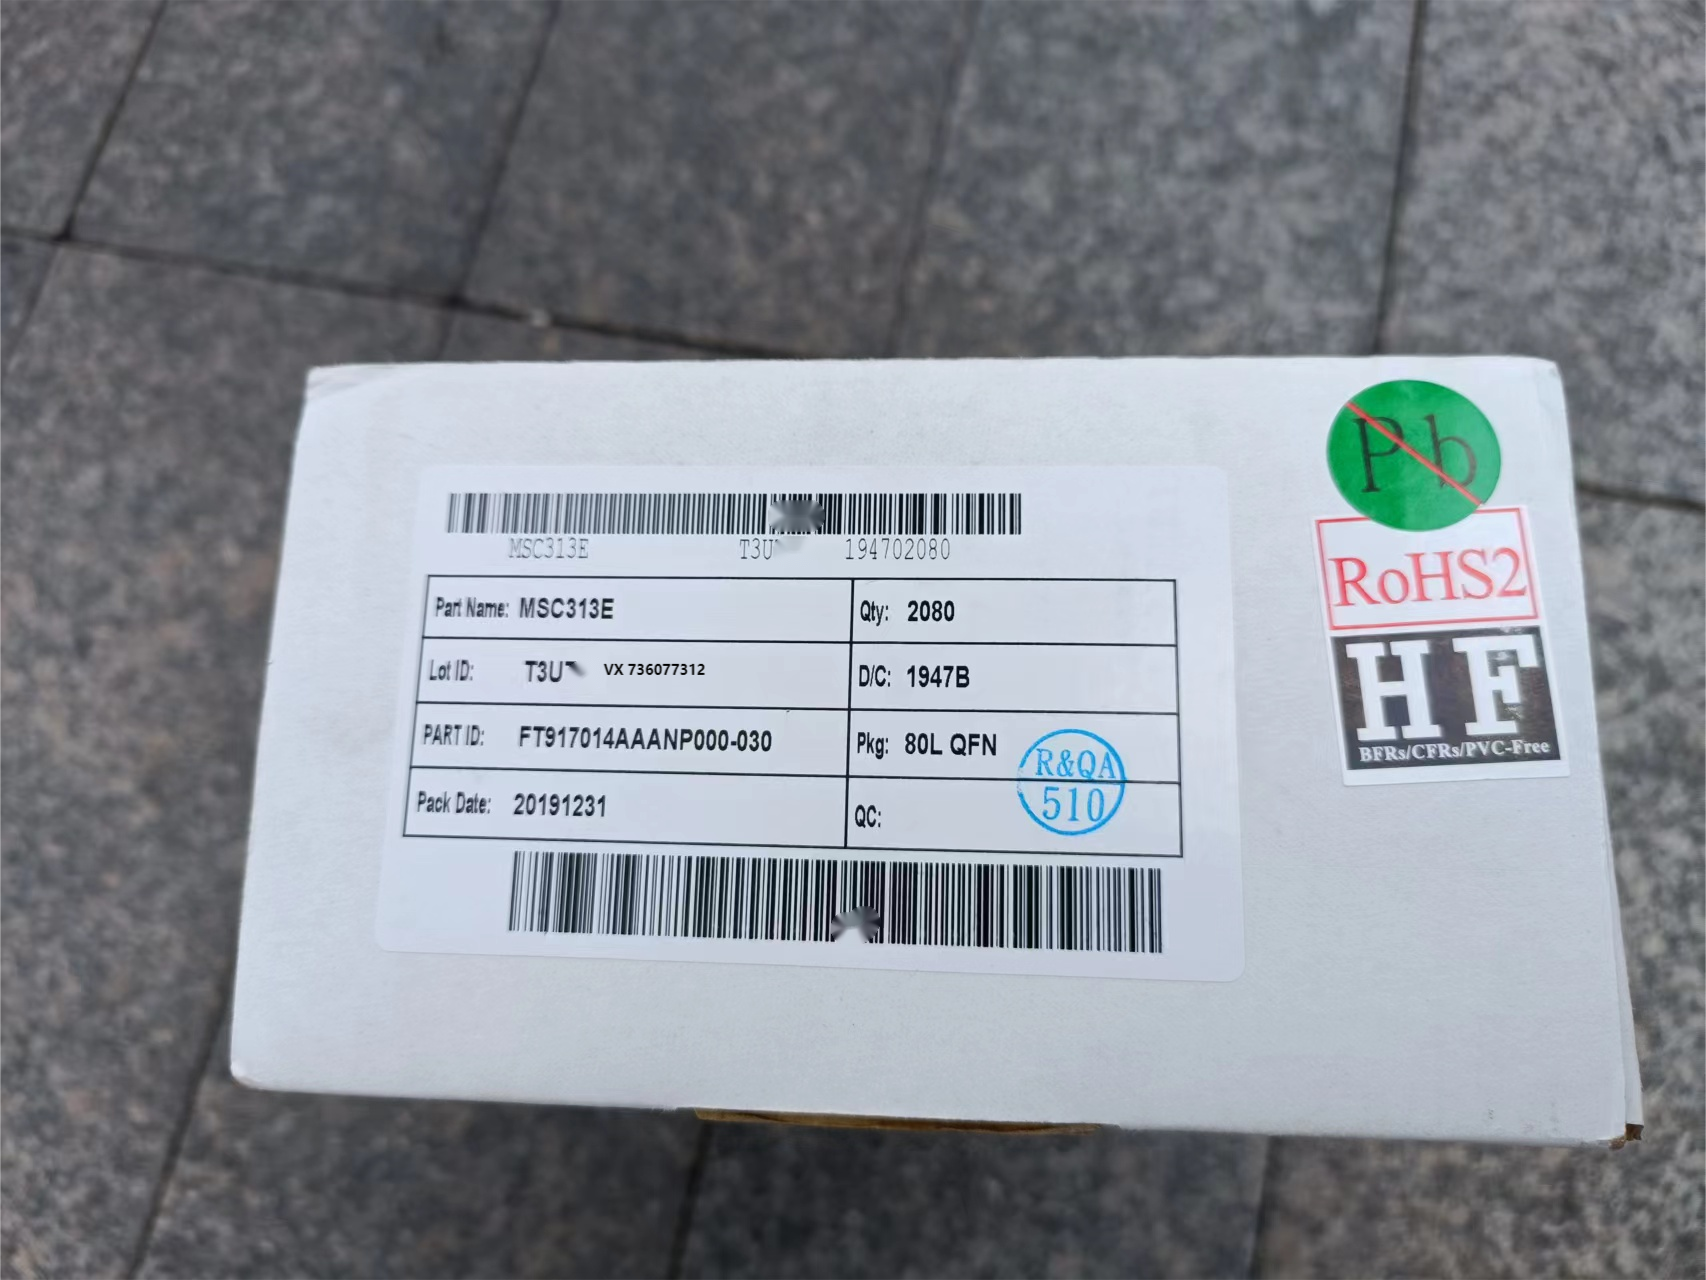 MSC313E T3U 194702080
Part Name: MSC313E Qty: 2080
Lot ID: T3U VX 736077312 D/C: 1947B
PART ID: FT917014AAANP000-030 Pkg: 80L QFN
Pack Date: 20191231 QC:
R&QA
510
Pb
RoHS2
HF
BFRs/CFRs/PVC-Free